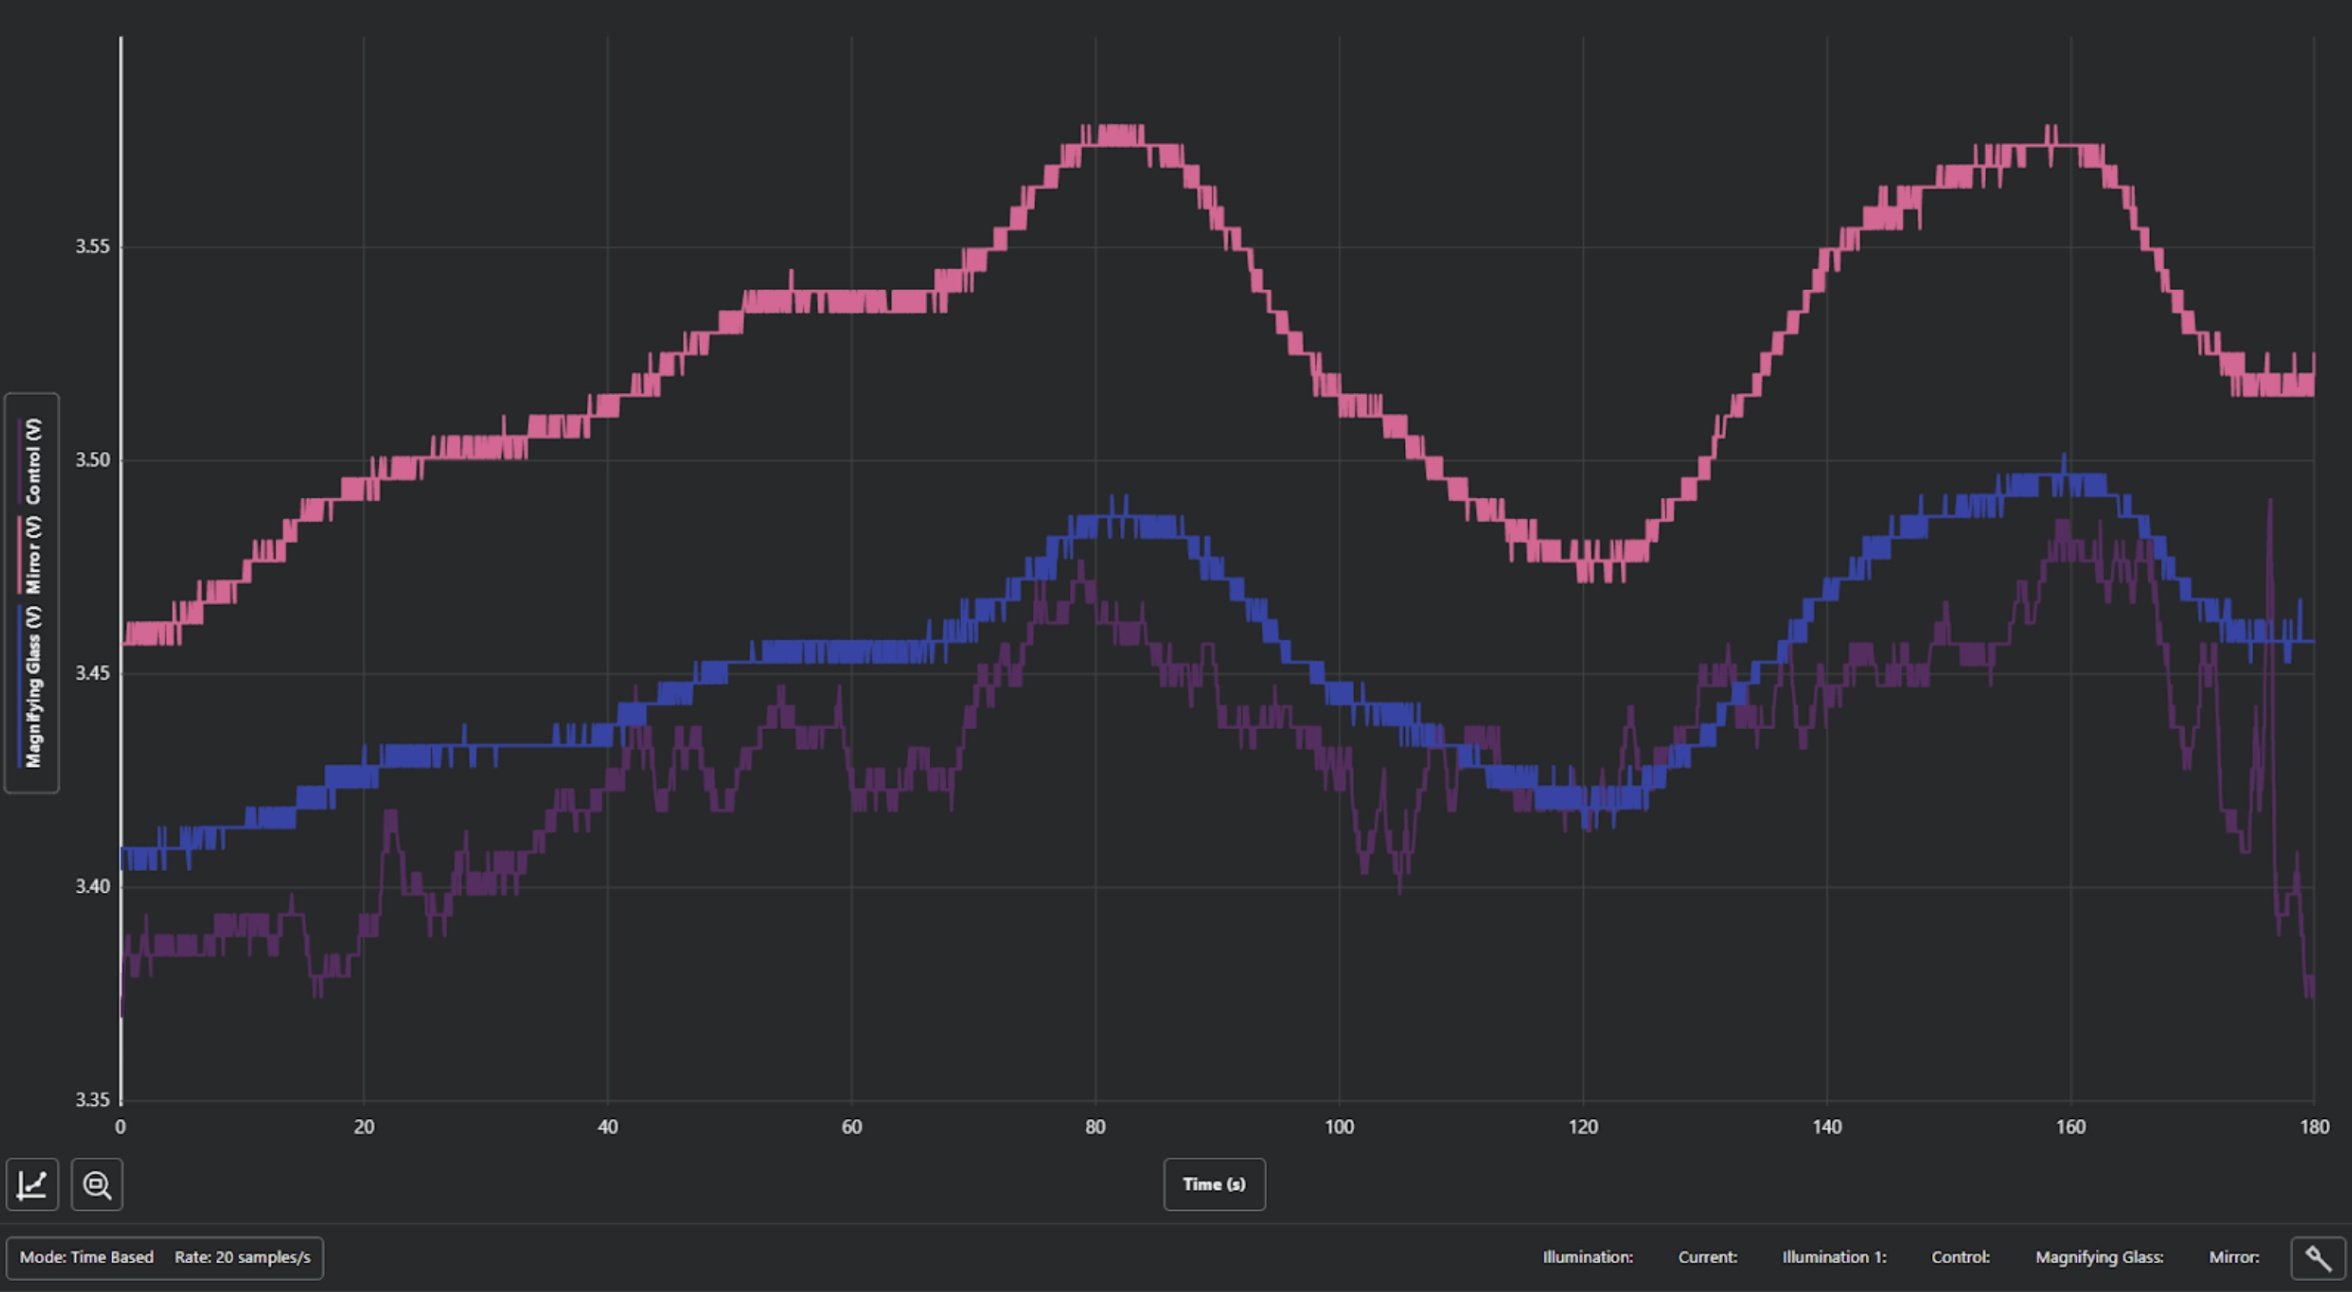 3.55
3.50
3.45
3.40
3.35
Magnifying Glass (V) Mirror (V) Control (V)
0 20 40 60 80 100 120 140 160 180
Time (s)
Mode: Time Based Rate: 20 samples/s Illumination: Current: Illumination 1: Control: Magnifying Glass: Mirror: